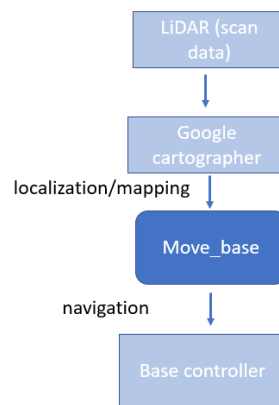 LiDAR (scan
data)
Google
cartographer
localization/mapping
Move_base
navigation
Base controller